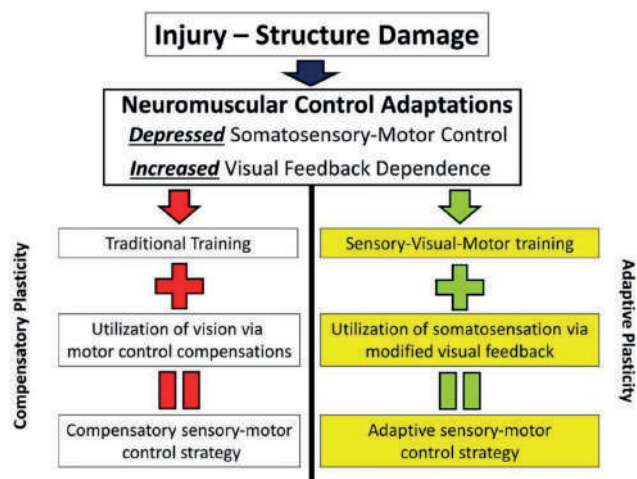 Injury – Structure Damage
Neuromuscular Control Adaptations
Depressed Somatosensory-Motor Control
Increased Visual Feedback Dependence
Compensatory Plasticity
Traditional Training
Utilization of vision via
motor control compensations
Compensatory sensory-motor
control strategy
Sensory-Visual-Motor training
Utilization of somatosensation via
modified visual feedback
Adaptive sensory-motor
control strategy
Adaptive Plasticity